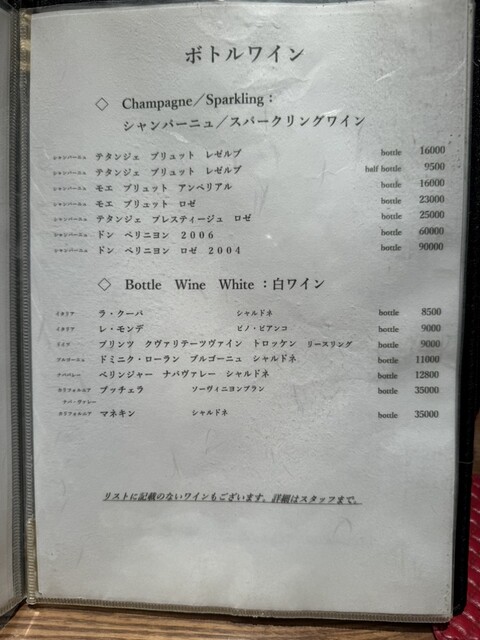 ボトルワイン
◇ Champagne／Sparkling：
シャンパーニュ／スパークリングワイン
シャンパーニュ テタンジェ ブリュット レゼルブ bottle 16000
シャンパーニュ テタンジェ ブリュット レゼルブ half bottle 9500
シャンパーニュ モエ ブリュット アンペリアル bottle 16000
シャンパーニュ モエ ブリュット ロゼ bottle 23000
シャンパーニュ テタンジェ プレスティージュ ロゼ bottle 25000
シャンパーニュ ドン ペリニヨン 2006 bottle 60000
シャンパーニュ ドン ペリニヨン ロゼ 2004 bottle 90000
◇ Bottle Wine White ：白ワイン
イタリア ラ・クーパ シャルドネ bottle 8500
イタリア レ・モンデ ピノ・ビアンコ bottle 9000
ドイツ プリンツ クヴァリテーツヴァイン トロッケン リースリング bottle 9000
ブルゴーニュ ドミニク・ローラン ブルゴーニュ シャルドネ bottle 11000
ナパバレー ベリンジャー ナパヴァレー シャルドネ bottle 12800
カリフォルニア ブッチェラ ソーヴィニヨンブラン bottle 35000
ナパ・ヴァレー
カリフォルニア マネキン シャルドネ bottle 35000
リストに記載のないワインもございます。詳細はスタッフまで。